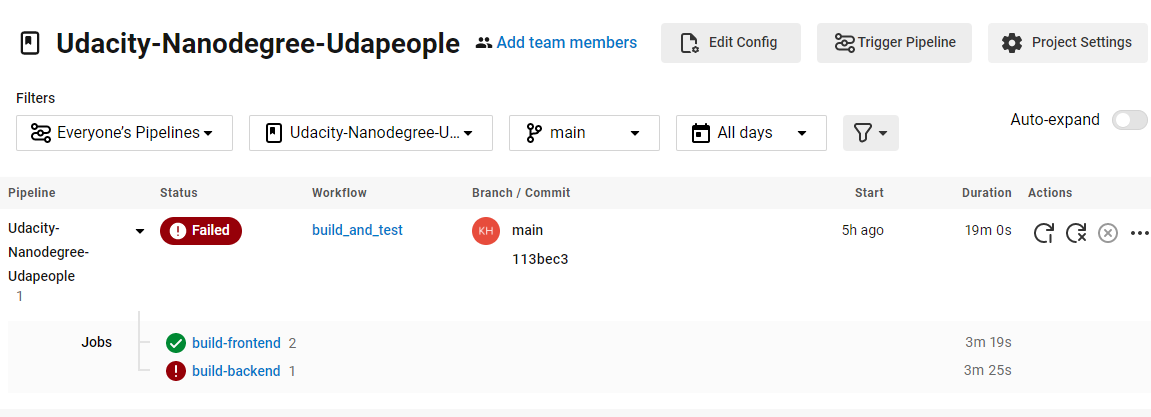 Udacity-Nanodegree-Udapeople Add team members Edit Config Trigger Pipeline Project Settings
Filters
Everyone's Pipelines Udacity-Nanodegree-U... main All days Auto-expand
Pipeline Status Workflow Branch / Commit Start Duration Actions
Udacity- Failed build_and_test KH main 5h ago 19m 0s
Nanodegree-
113bec3
Udapeople
1
Jobs build-frontend 2 3m 19s
build-backend 1 3m 25s